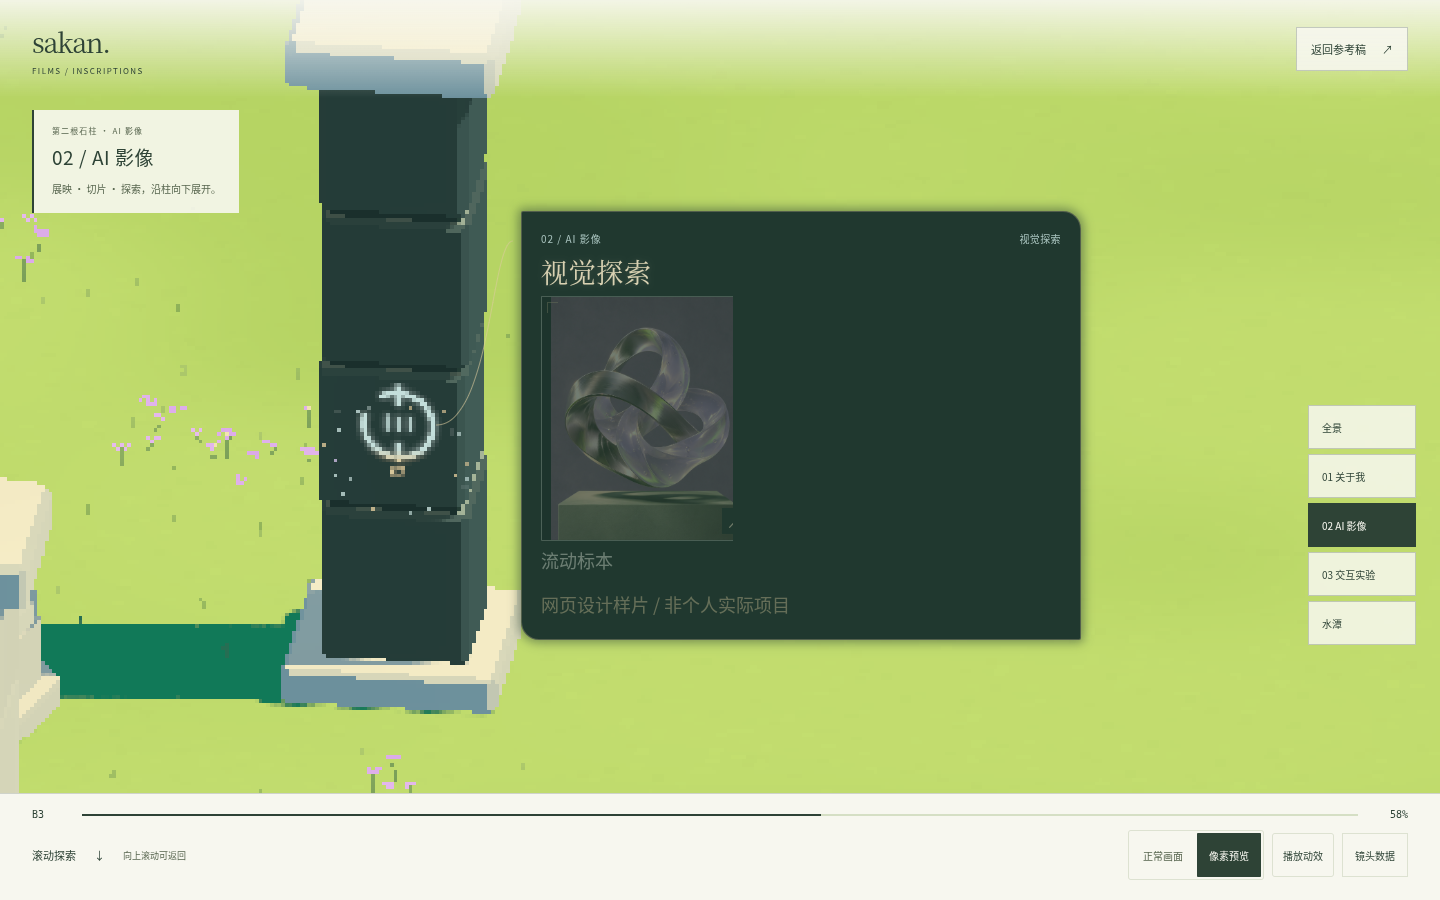 sakan.
FILMS / INSCRIPTIONS
返回参考稿 ↗
第二根石柱 · AI 影像
02 / AI 影像
展映 · 切片 · 探索，沿柱向下展开。
02 / AI 影像
视觉探索
视觉探索
流动标本
网页设计样片 / 非个人实际项目
全景
01 关于我
02 AI 影像
03 交互实验
水潭
B3
58%
滚动探索 ↓ 向上滚动可返回
正常画面
像素预览
播放动效
镜头数据